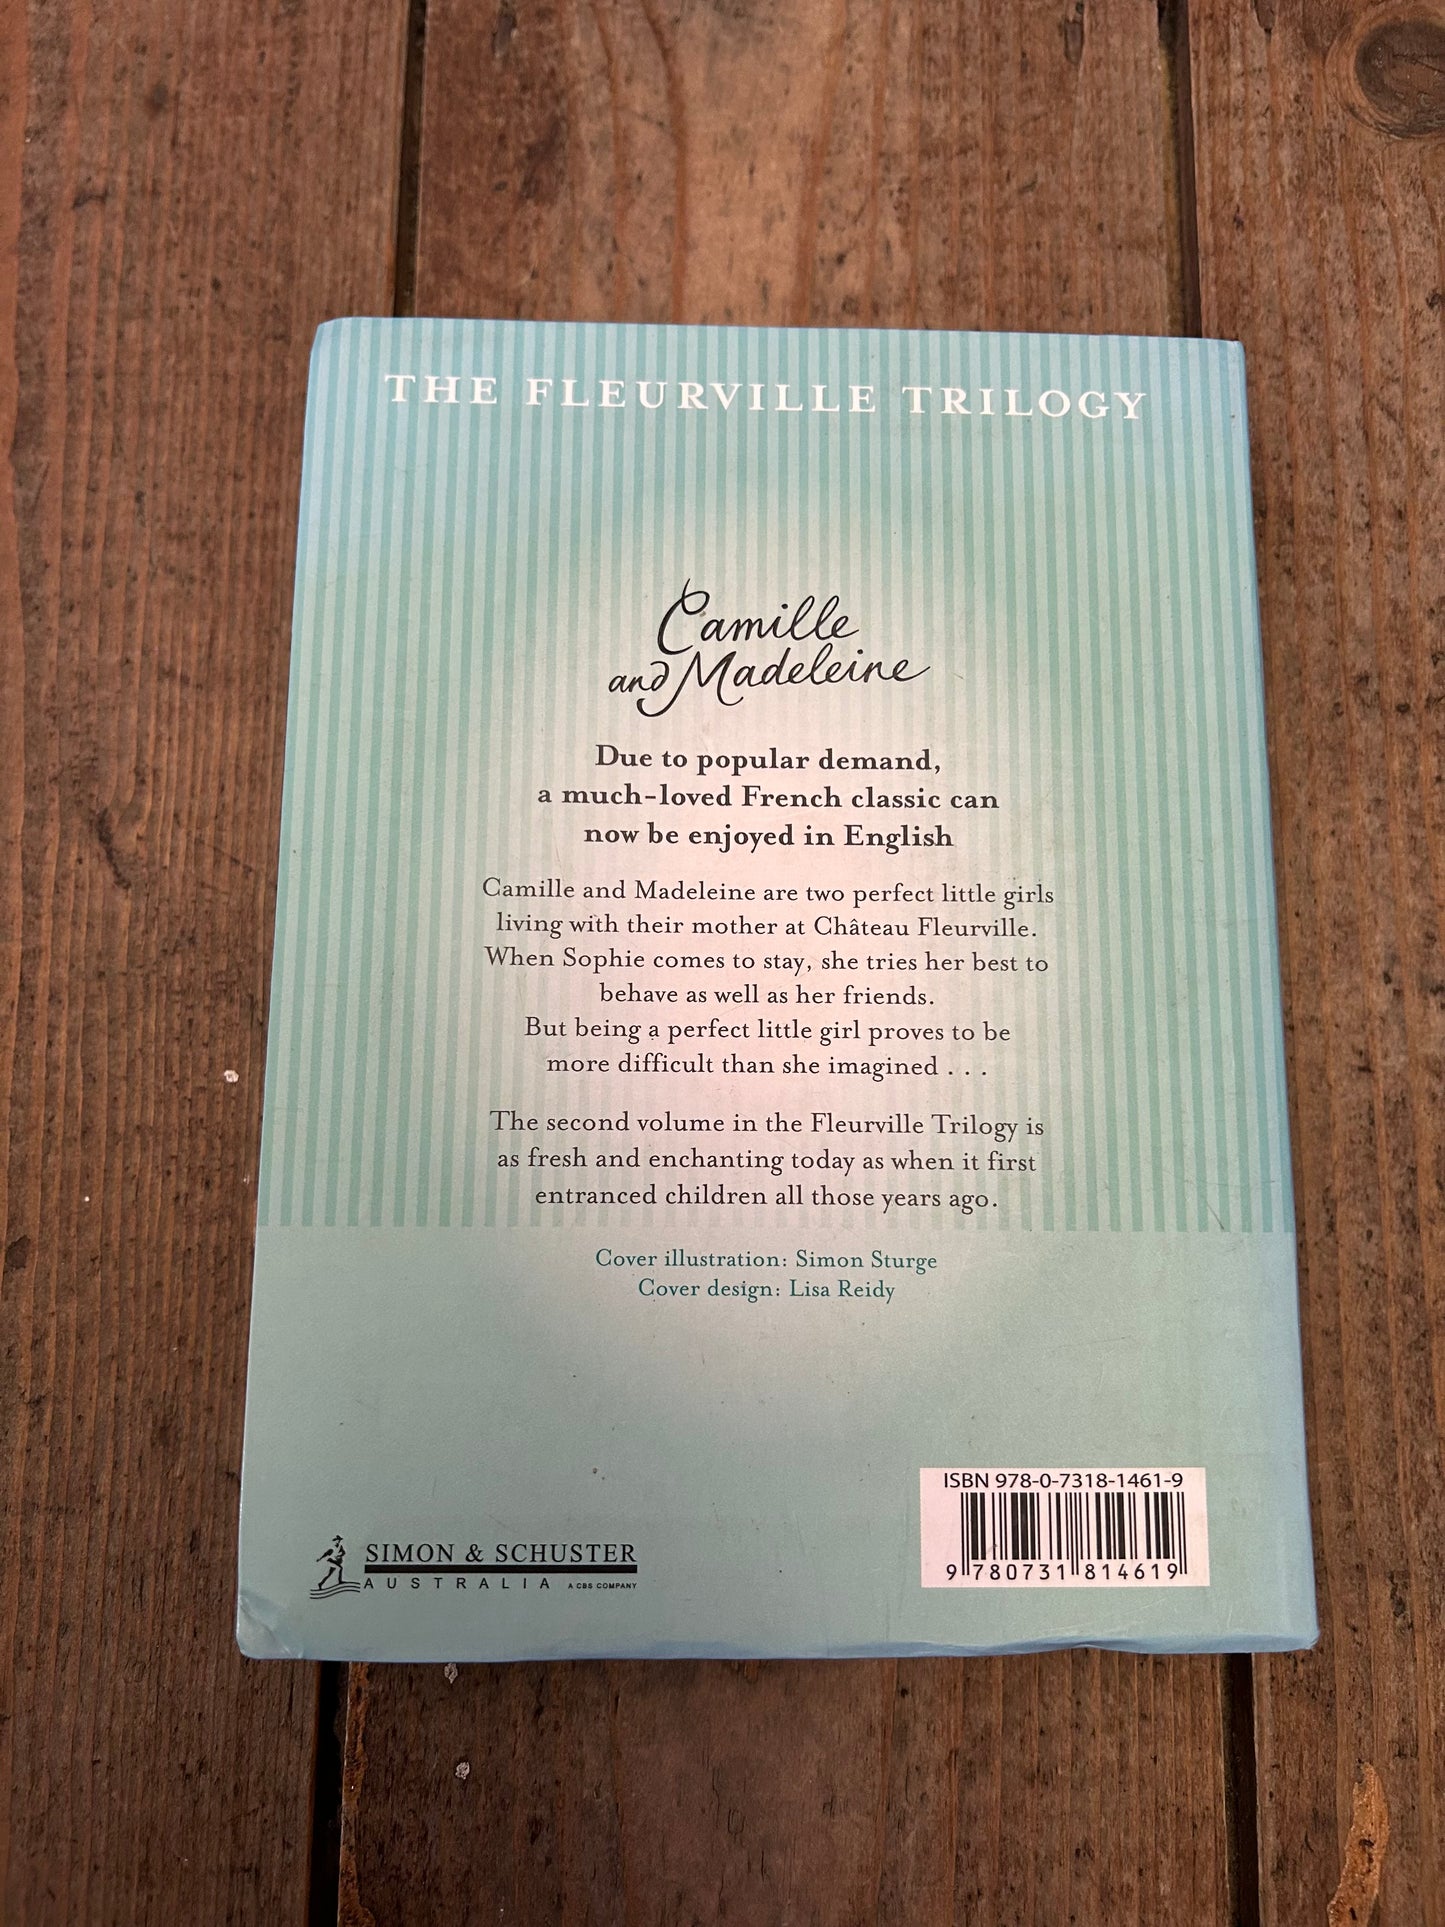 THE FLEURVILLE TRILOGY
Camille
and Madeleine
Due to popular demand,
a much-loved French classic can
now be enjoyed in English
Camille and Madeleine are two perfect little girls
living with their mother at Château Fleurville.
When Sophie comes to stay, she tries her best to
behave as well as her friends.
But being a perfect little girl proves to be
more difficult than she imagined . . .
The second volume in the Fleurville Trilogy is
as fresh and enchanting today as when it first
entranced children all those years ago.
Cover illustration: Simon Sturge
Cover design: Lisa Reidy
SIMON & SCHUSTER
AUSTRALIA A CBS COMPANY
ISBN 978-0-7318-1461-9
9 780731 814619